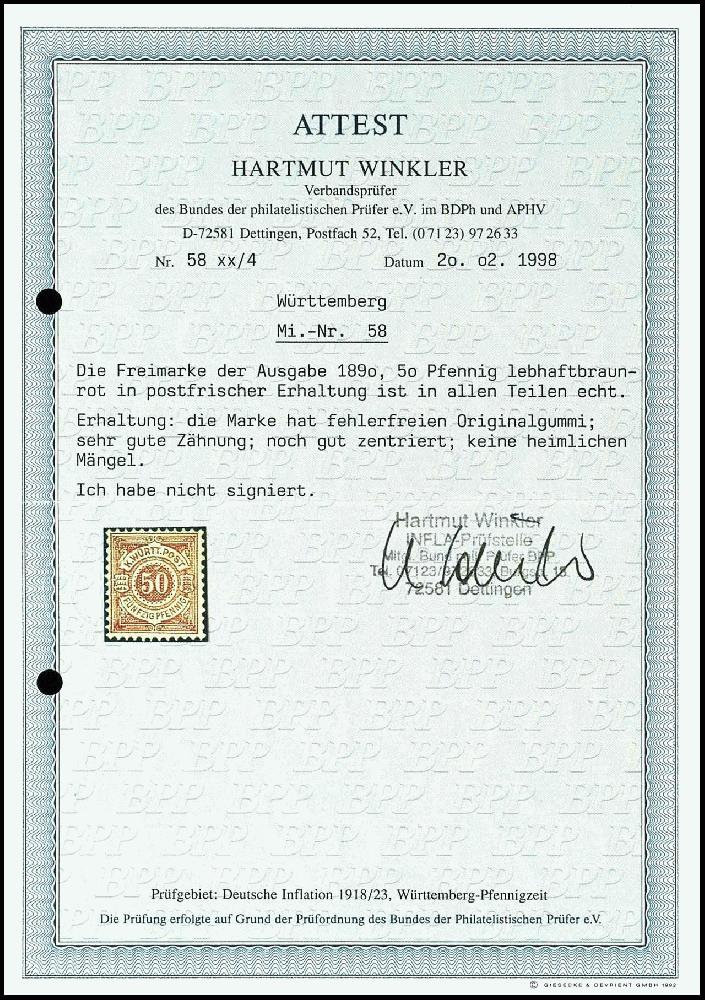 ATTEST
HARTMUT WINKLER
Verbandsprüfer
des Bundes der philatelistischen Prüfer e.V. im BDPh und APHV
D-72581 Dettingen, Postfach 52, Tel. (0 71 23) 97 26 33
Nr. 58 xx/4 Datum 2o. o2. 1998
Württemberg
Mi.-Nr. 58
Die Freimarke der Ausgabe 189o, 5o Pfennig lebhaftbraun-
rot in postfrischer Erhaltung ist in allen Teilen echt.
Erhaltung: die Marke hat fehlerfreien Originalgummi;
sehr gute Zähnung; noch gut zentriert; keine heimlichen
Mängel.
Ich habe nicht signiert.
Hartmut Winkler
INFLA-Prüfstelle
72581 Dettingen
K.WÜRTT.POST
50
FÜNFZIG PFENNIG
Prüfgebiet: Deutsche Inflation 1918/23, Württemberg-Pfennigzeit
Die Prüfung erfolgte auf Grund der Prüfordnung des Bundes der Philatelistischen Prüfer e.V.
© GIESECKE & DEVRIENT GMBH 1992